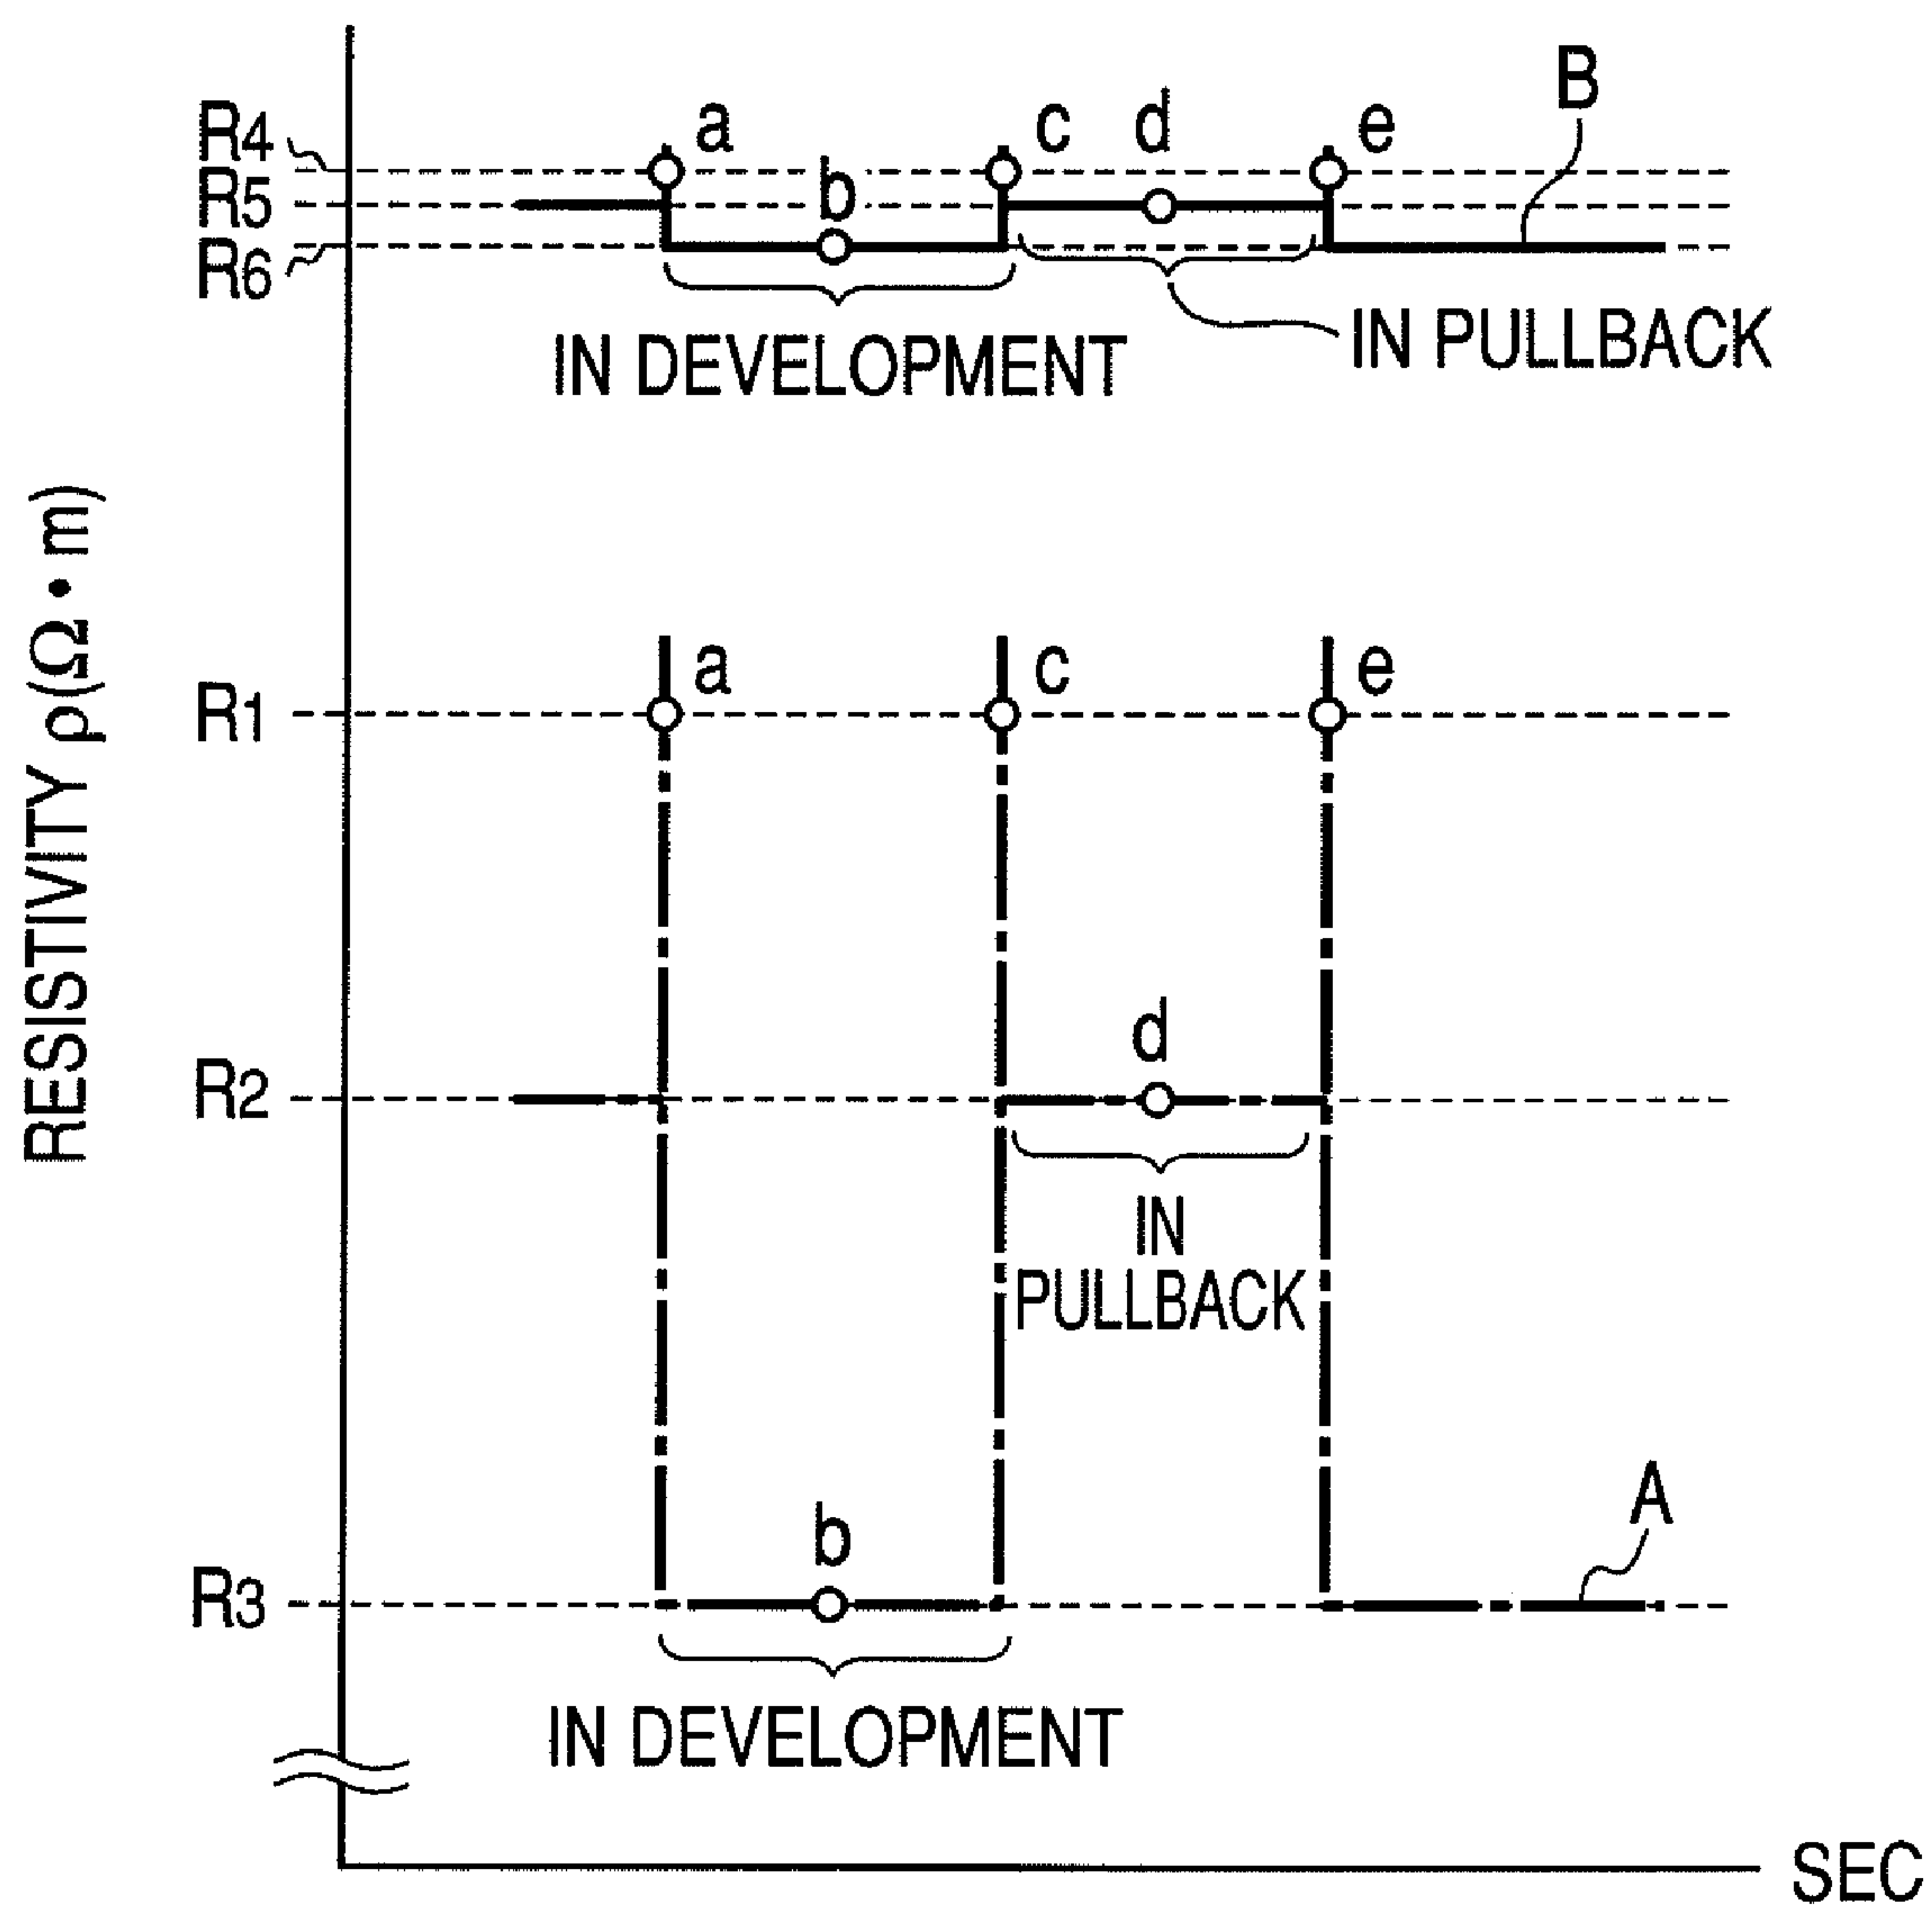 B
R4
a
c
d
e
R5
b
R6
IN DEVELOPMENT
IN PULLBACK
RESISTIVITY ρ(Ω・m)
a
c
e
R1
d
R2
IN
PULLBACK
A
b
R3
IN DEVELOPMENT
SEC